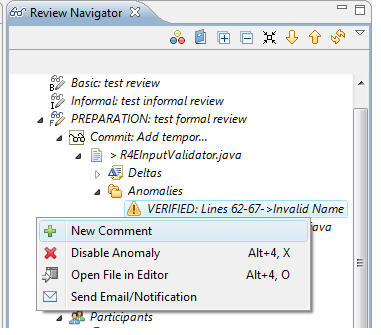 Review Navigator
Basic: test review
Informal: test informal review
PREPARATION: test formal review
Commit: Add tempor...
> R4EInputValidator.java
Deltas
Anomalies
VERIFIED: Lines 62-67->Invalid Name
New Comment
Disable Anomaly Alt+4, X
Open File in Editor Alt+4, O
Send Email/Notification
Participants